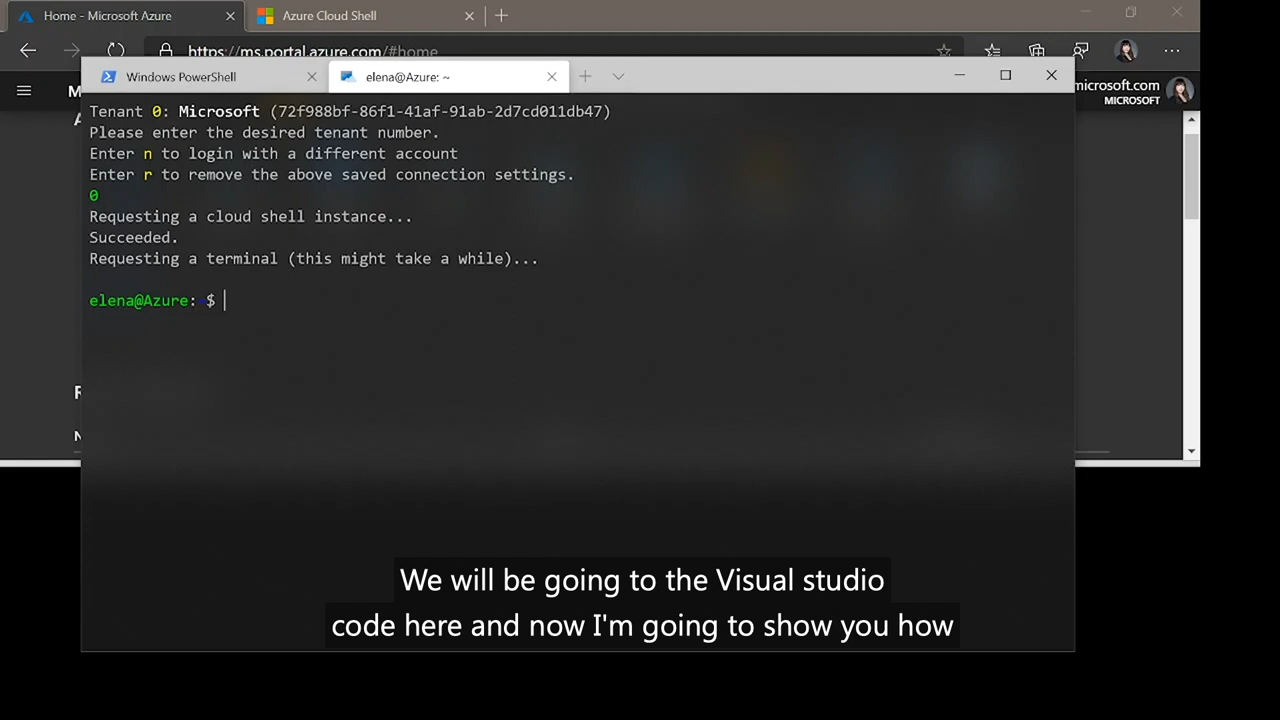 Home - Microsoft Azure
Azure Cloud Shell
https://ms.portal.azure.com/#home
Windows PowerShell
elena@Azure: ~
M
microsoft.com
MICROSOFT
Tenant 0: Microsoft (72f988bf-86f1-41af-91ab-2d7cd011db47)
Please enter the desired tenant number.
Enter n to login with a different account
Enter r to remove the above saved connection settings.
0
Requesting a cloud shell instance...
Succeeded.
Requesting a terminal (this might take a while)...
elena@Azure:~$
We will be going to the Visual studio
code here and now I'm going to show you how